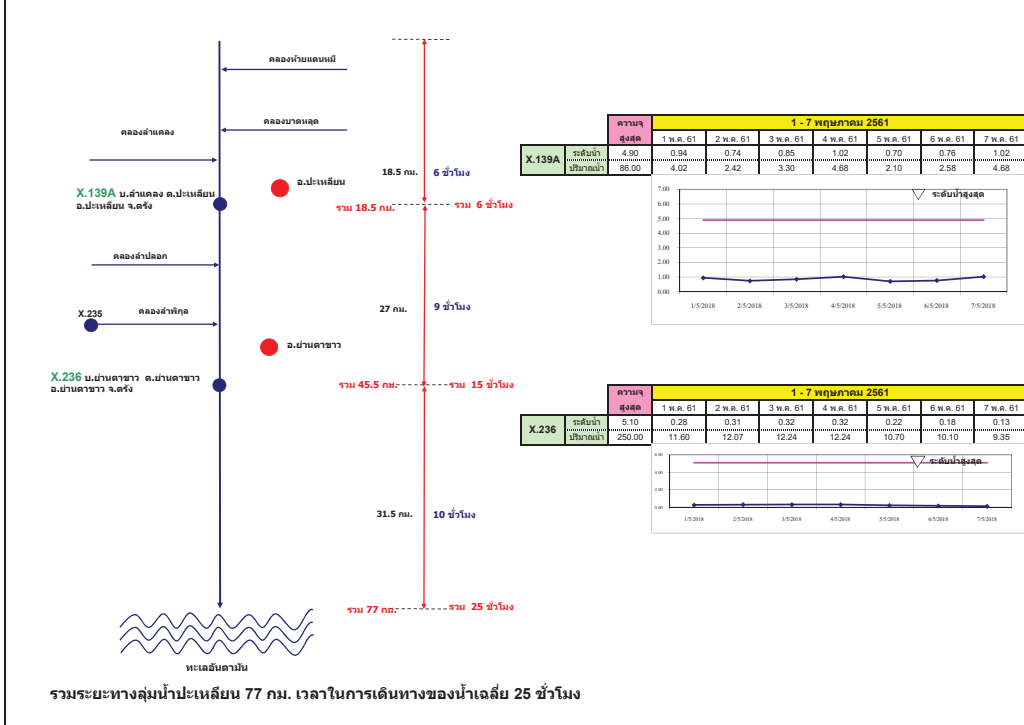 คลองห้วยแดนหมี
คลองบาตหลุด
คลองลำแคลง
18.5 กม. 6 ชั่วโมง
อ.ปะเหลียน
X.139A บ.ลำแคลง ต.ปะเหลียน
อ.ปะเหลียน จ.ตรัง
รวม 18.5 กม. รวม 6 ชั่วโมง
คลองลำปลอก
X.235 คลองลำพิกุล
27 กม. 9 ชั่วโมง
อ.ย่านตาขาว
X.236 บ.ย่านตาขาว ต.ย่านตาขาว
อ.ย่านตาขาว จ.ตรัง
รวม 45.5 กม. รวม 15 ชั่วโมง
31.5 กม. 10 ชั่วโมง
รวม 77 กม. รวม 25 ชั่วโมง
ทะเลอันดามัน
รวมระยะทางลุ่มน้ำปะเหลียน 77 กม. เวลาในการเดินทางของน้ำเฉลี่ย 25 ชั่วโมง
ความจุ 1 - 7 พฤษภาคม 2561
สูงสุด 1 พ.ค. 61 2 พ.ค. 61 3 พ.ค. 61 4 พ.ค. 61 5 พ.ค. 61 6 พ.ค. 61 7 พ.ค. 61
X.139A ระดับน้ำ 4.90 0.94 0.74 0.85 1.02 0.70 0.76 1.02
ปริมาณน้ำ 86.00 4.02 2.42 3.30 4.68 2.10 2.58 4.68
ระดับน้ำสูงสุด
7.00
6.00
5.00
4.00
3.00
2.00
1.00
0.00
1/5/2018 2/5/2018 3/5/2018 4/5/2018 5/5/2018 6/5/2018 7/5/2018
ความจุ 1 - 7 พฤษภาคม 2561
สูงสุด 1 พ.ค. 61 2 พ.ค. 61 3 พ.ค. 61 4 พ.ค. 61 5 พ.ค. 61 6 พ.ค. 61 7 พ.ค. 61
X.236 ระดับน้ำ 5.10 0.28 0.31 0.32 0.32 0.22 0.18 0.13
ปริมาณน้ำ 250.00 11.60 12.07 12.24 12.24 10.70 10.10 9.35
ระดับน้ำสูงสุด
6.00
4.00
2.00
0.00
1/5/2018 2/5/2018 3/5/2018 4/5/2018 5/5/2018 6/5/2018 7/5/2018